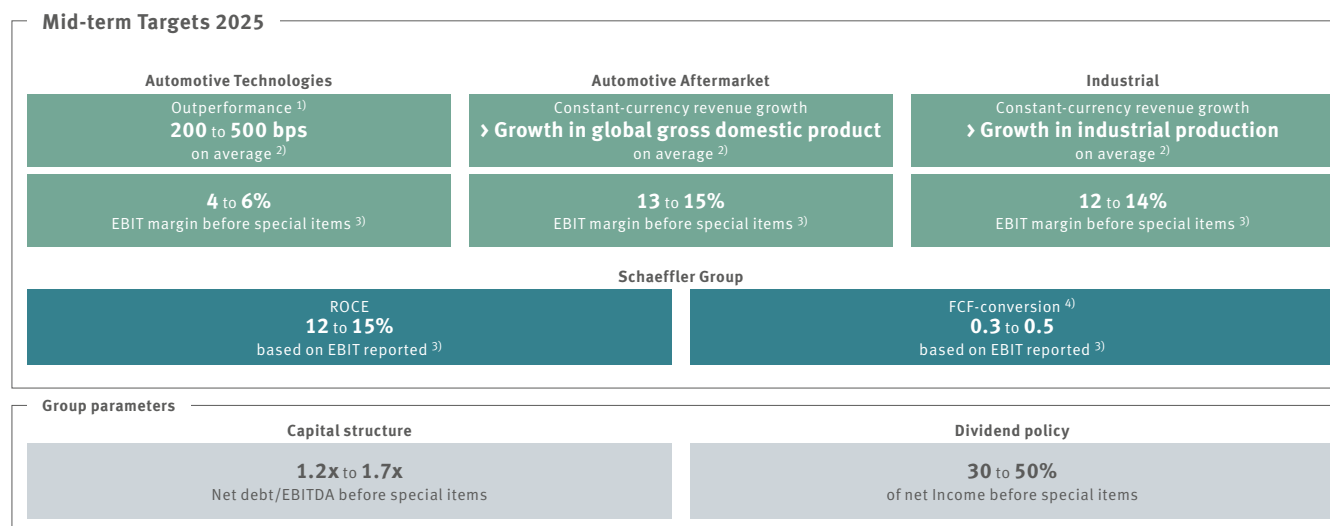 Mid-term Targets 2025
Automotive Technologies
Outperformance 1)
200 to 500 bps
on average 2)
4 to 6%
EBIT margin before special items 3)
Automotive Aftermarket
Constant-currency revenue growth
› Growth in global gross domestic product
on average 2)
13 to 15%
EBIT margin before special items 3)
Industrial
Constant-currency revenue growth
› Growth in industrial production
on average 2)
12 to 14%
EBIT margin before special items 3)
Schaeffler Group
ROCE
12 to 15%
based on EBIT reported 3)
FCF-conversion 4)
0.3 to 0.5
based on EBIT reported 3)
Group parameters
Capital structure
1.2x to 1.7x
Net debt/EBITDA before special items
Dividend policy
30 to 50%
of net Income before special items